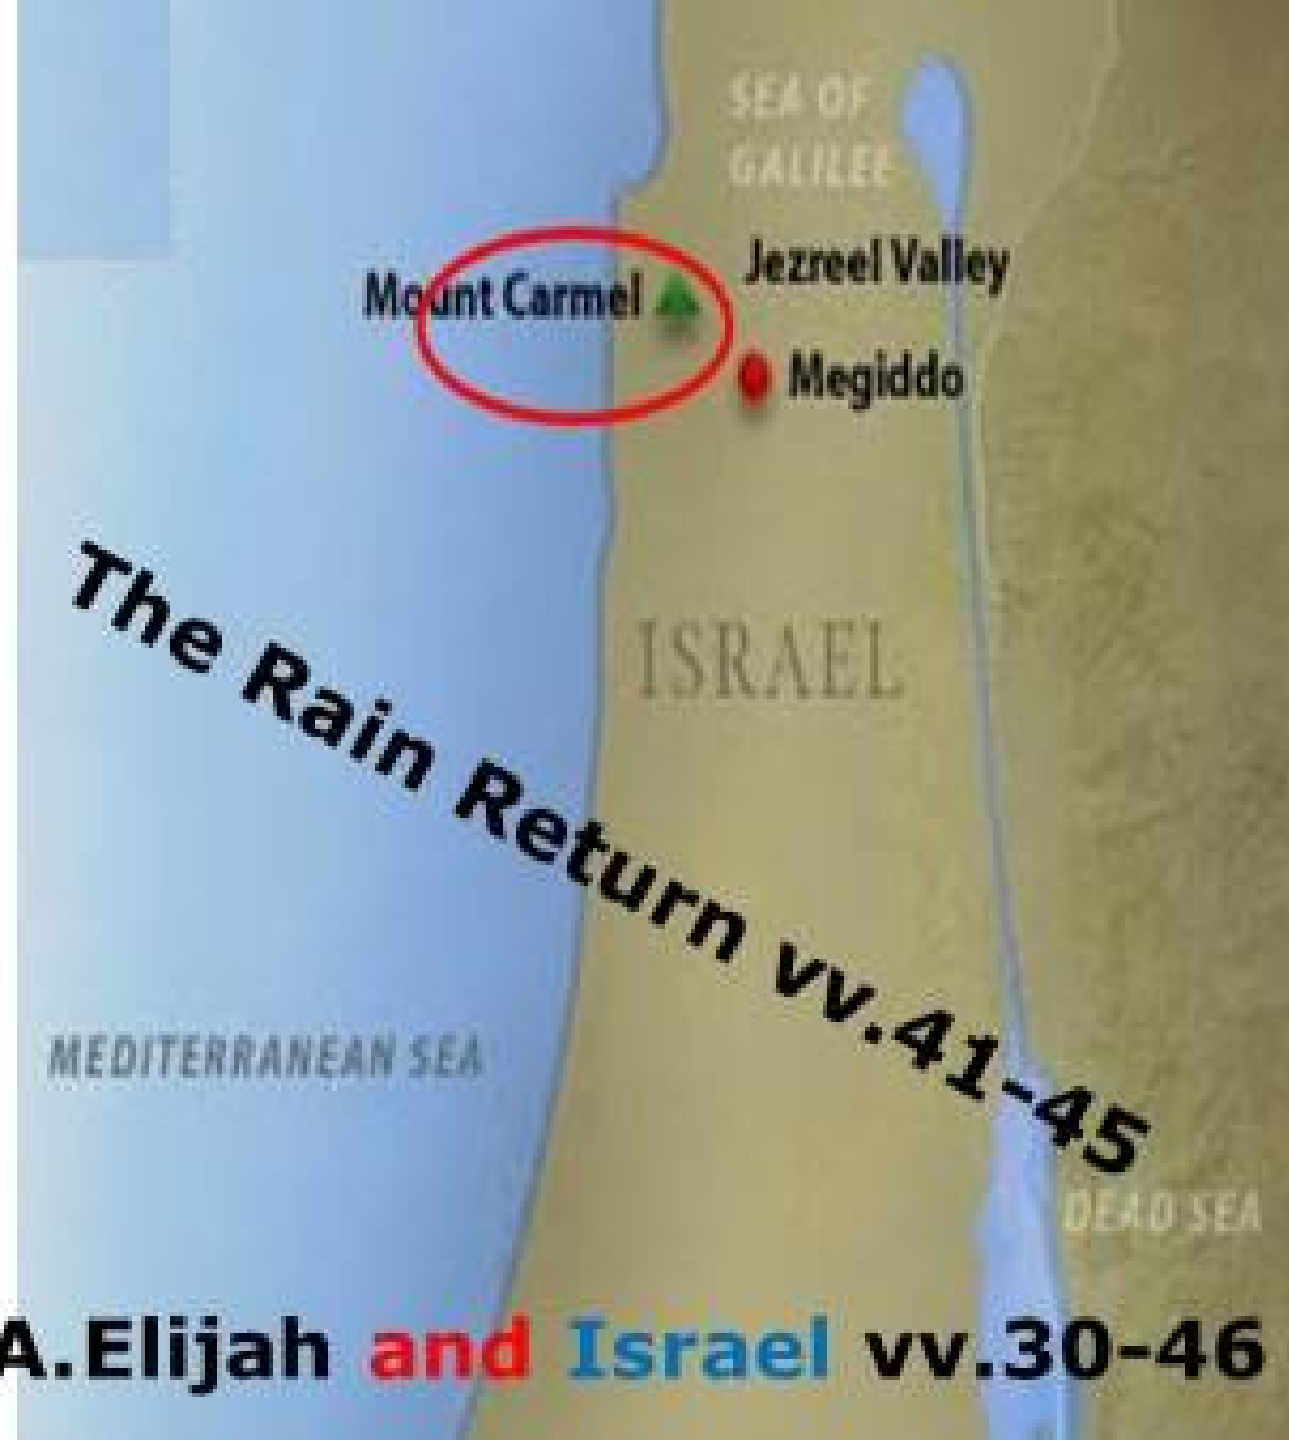 SEA OF
GALILEE
Jezreel Valley
Mount Carmel
Megiddo
ISRAEL
The Rain Return vv.41-45
MEDITERRANEAN SEA
DEAD SEA
A.Elijah and Israel vv.30-46